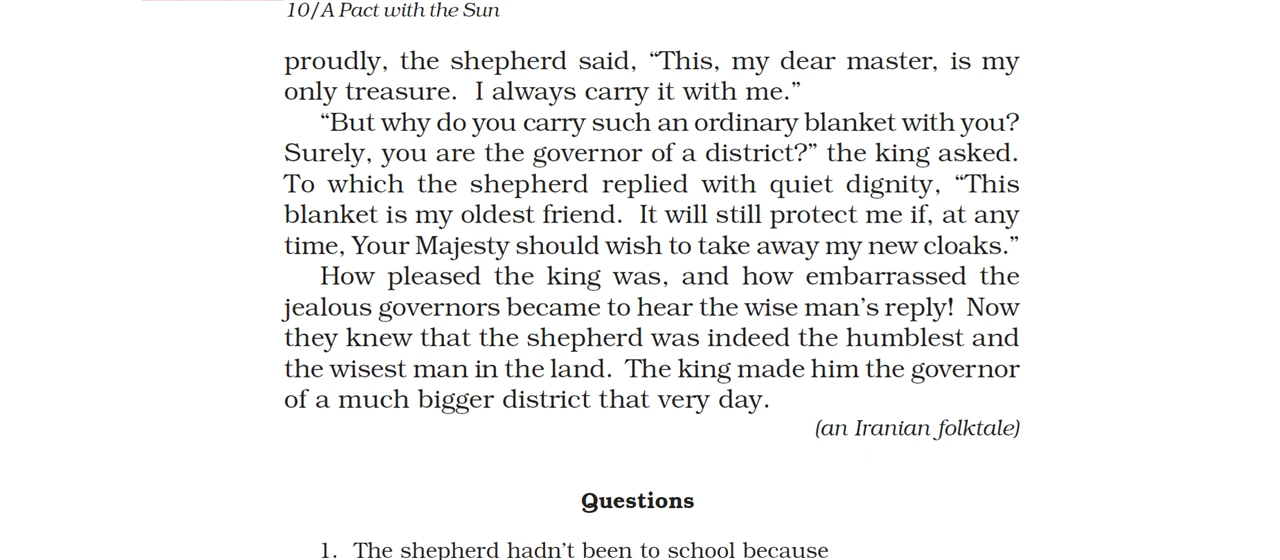 10/A Pact with the Sun
proudly, the shepherd said, “This, my dear master, is my
only treasure. I always carry it with me.”
“But why do you carry such an ordinary blanket with you?
Surely, you are the governor of a district?” the king asked.
To which the shepherd replied with quiet dignity, “This
blanket is my oldest friend. It will still protect me if, at any
time, Your Majesty should wish to take away my new cloaks.”
How pleased the king was, and how embarrassed the
jealous governors became to hear the wise man’s reply! Now
they knew that the shepherd was indeed the humblest and
the wisest man in the land. The king made him the governor
of a much bigger district that very day.
(an Iranian folktale)
Questions
1. The shepherd hadn’t been to school because